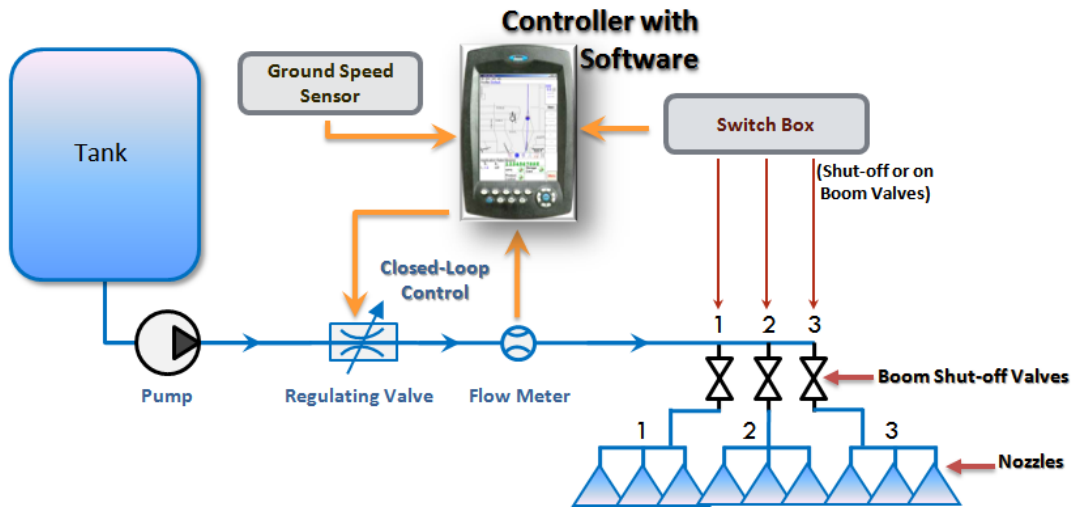 Controller with
Software
Ground Speed
Sensor
Tank
Switch Box
(Shut-off or on
Boom Valves)
Closed-Loop
Control
1 2 3
Pump
Regulating Valve
Flow Meter
Boom Shut-off Valves
1 2 3
Nozzles